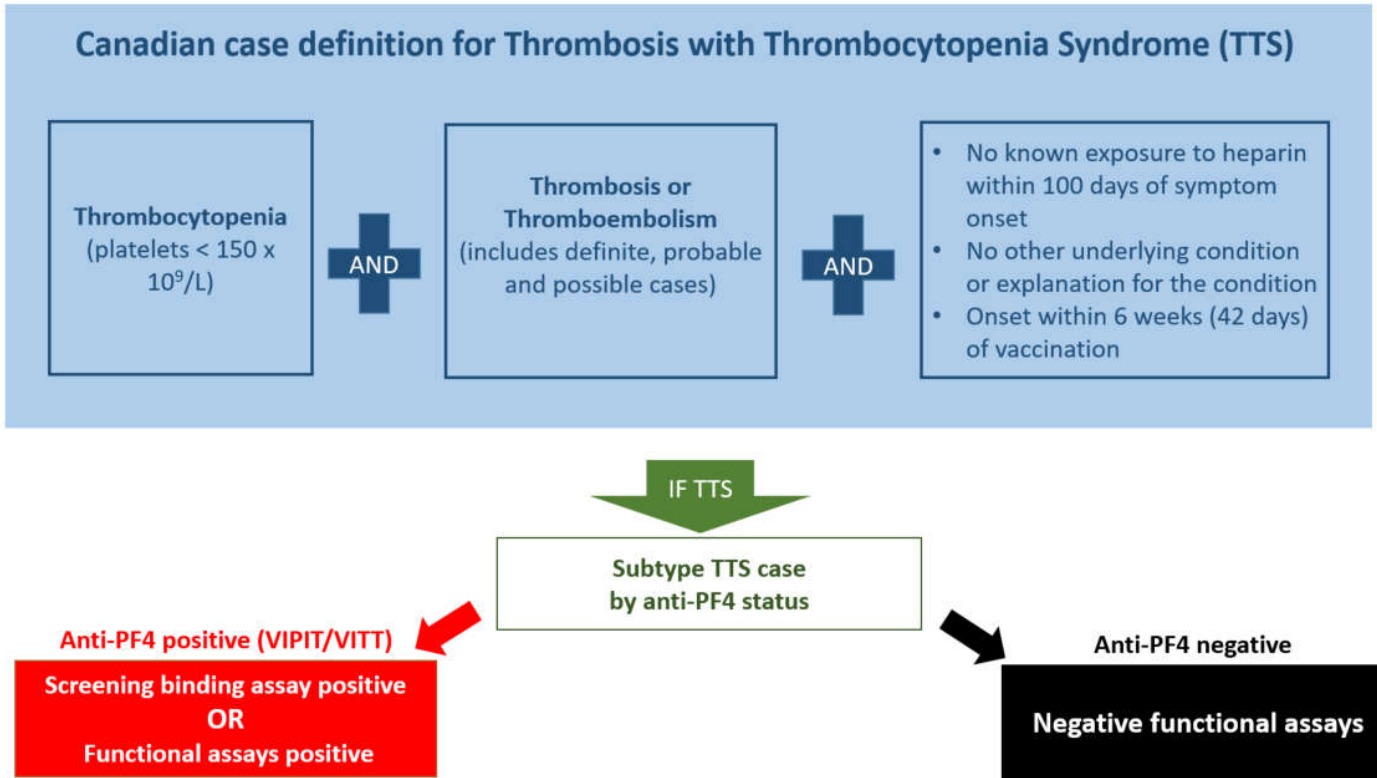 Canadian case definition for Thrombosis with Thrombocytopenia Syndrome (TTS)
Thrombocytopenia
(platelets < 150 x
10⁹/L)
AND
Thrombosis or
Thromboembolism
(includes definite, probable
and possible cases)
AND
• No known exposure to heparin
within 100 days of symptom
onset
• No other underlying condition
or explanation for the condition
• Onset within 6 weeks (42 days)
of vaccination
IF TTS
Subtype TTS case
by anti-PF4 status
Anti-PF4 positive (VIPIT/VITT)
Screening binding assay positive
OR
Functional assays positive
Anti-PF4 negative
Negative functional assays